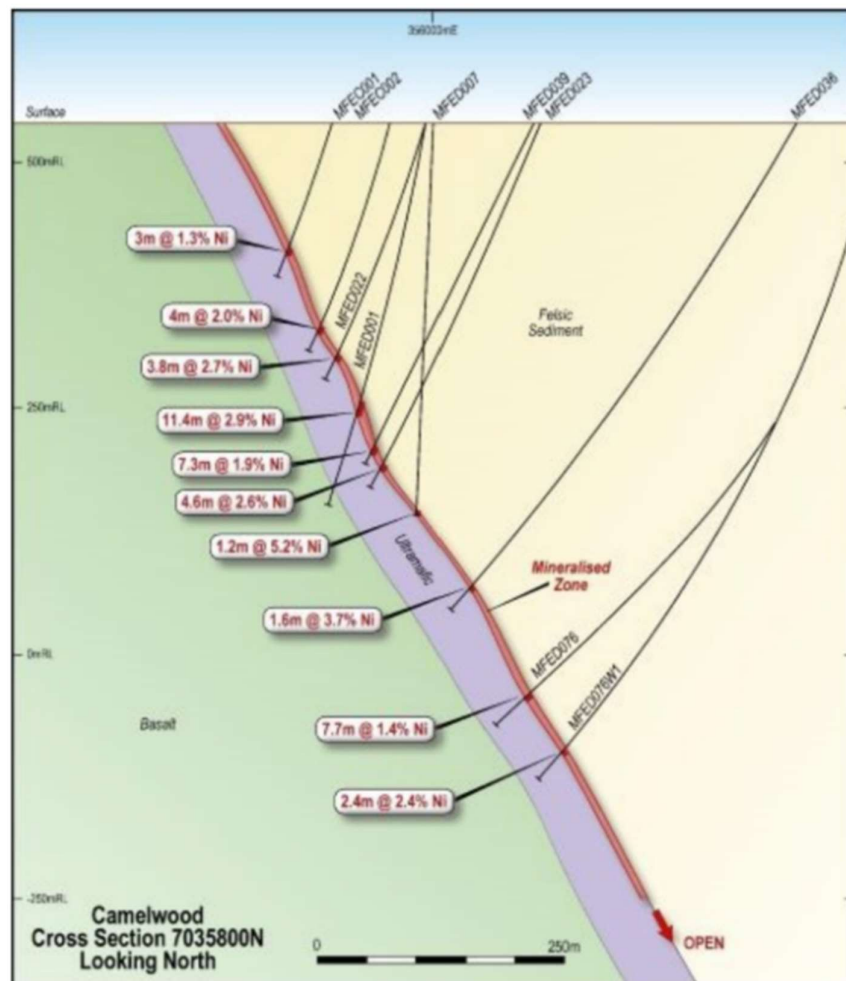 356000mE
MFEC001
MFEC002
MFED007
MFED039
MFED023
MFED036
Surface
500mRL
3m @ 1.3% Ni
4m @ 2.0% Ni
MFED022
MFED001
Felsic
Sediment
3.8m @ 2.7% Ni
250mRL
11.4m @ 2.9% Ni
7.3m @ 1.9% Ni
4.6m @ 2.6% Ni
1.2m @ 5.2% Ni
Ultramafic
Mineralised
Zone
1.6m @ 3.7% Ni
0mRL
MFED076
MFED076W1
Basalt
7.7m @ 1.4% Ni
2.4m @ 2.4% Ni
-250mRL
Camelwood
Cross Section 7035800N
Looking North
0
250m
OPEN